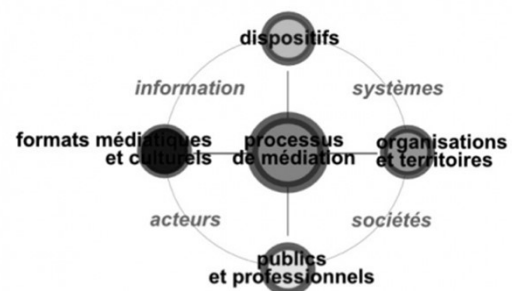 dispositifs
information
systèmes
formats médiatiques
et culturels
processus
de médiation
organisations
et territoires
acteurs
sociétés
publics
et professionnels